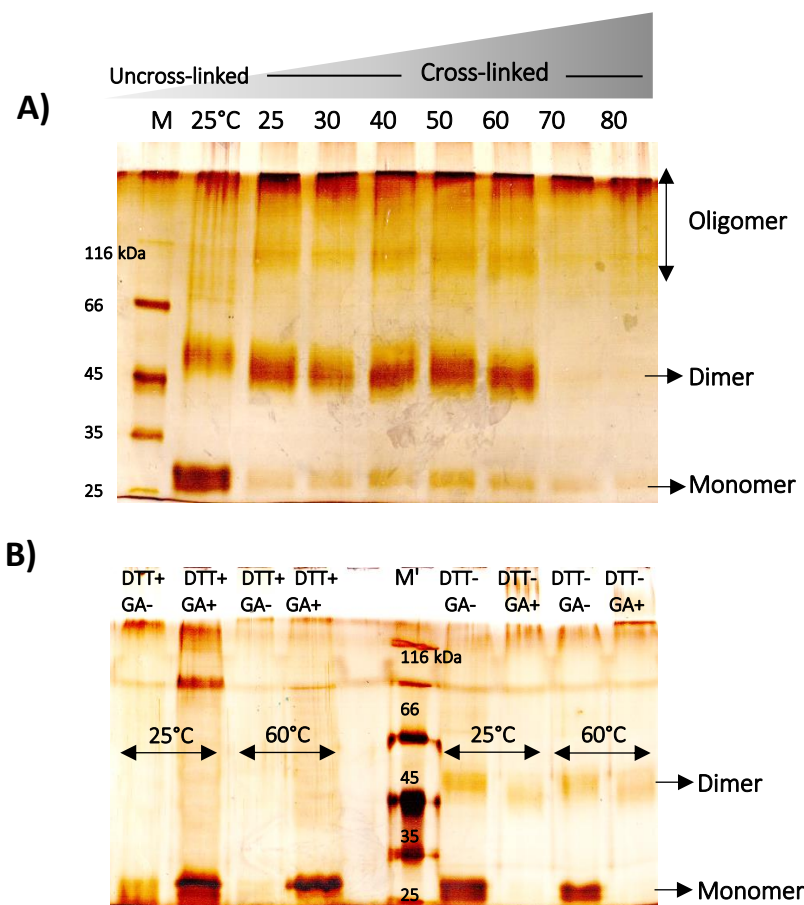 Uncross-linked Cross-linked
A)
M 25°C 25 30 40 50 60 70 80
Oligomer
116 kDa
66
45
Dimer
35
25
Monomer
B)
DTT+ DTT+ DTT+ DTT+ M' DTT- DTT- DTT- DTT-
GA- GA+ GA- GA+ GA- GA+ GA- GA+
116 kDa
66
25°C 60°C 25°C 60°C
45
Dimer
35
25
Monomer